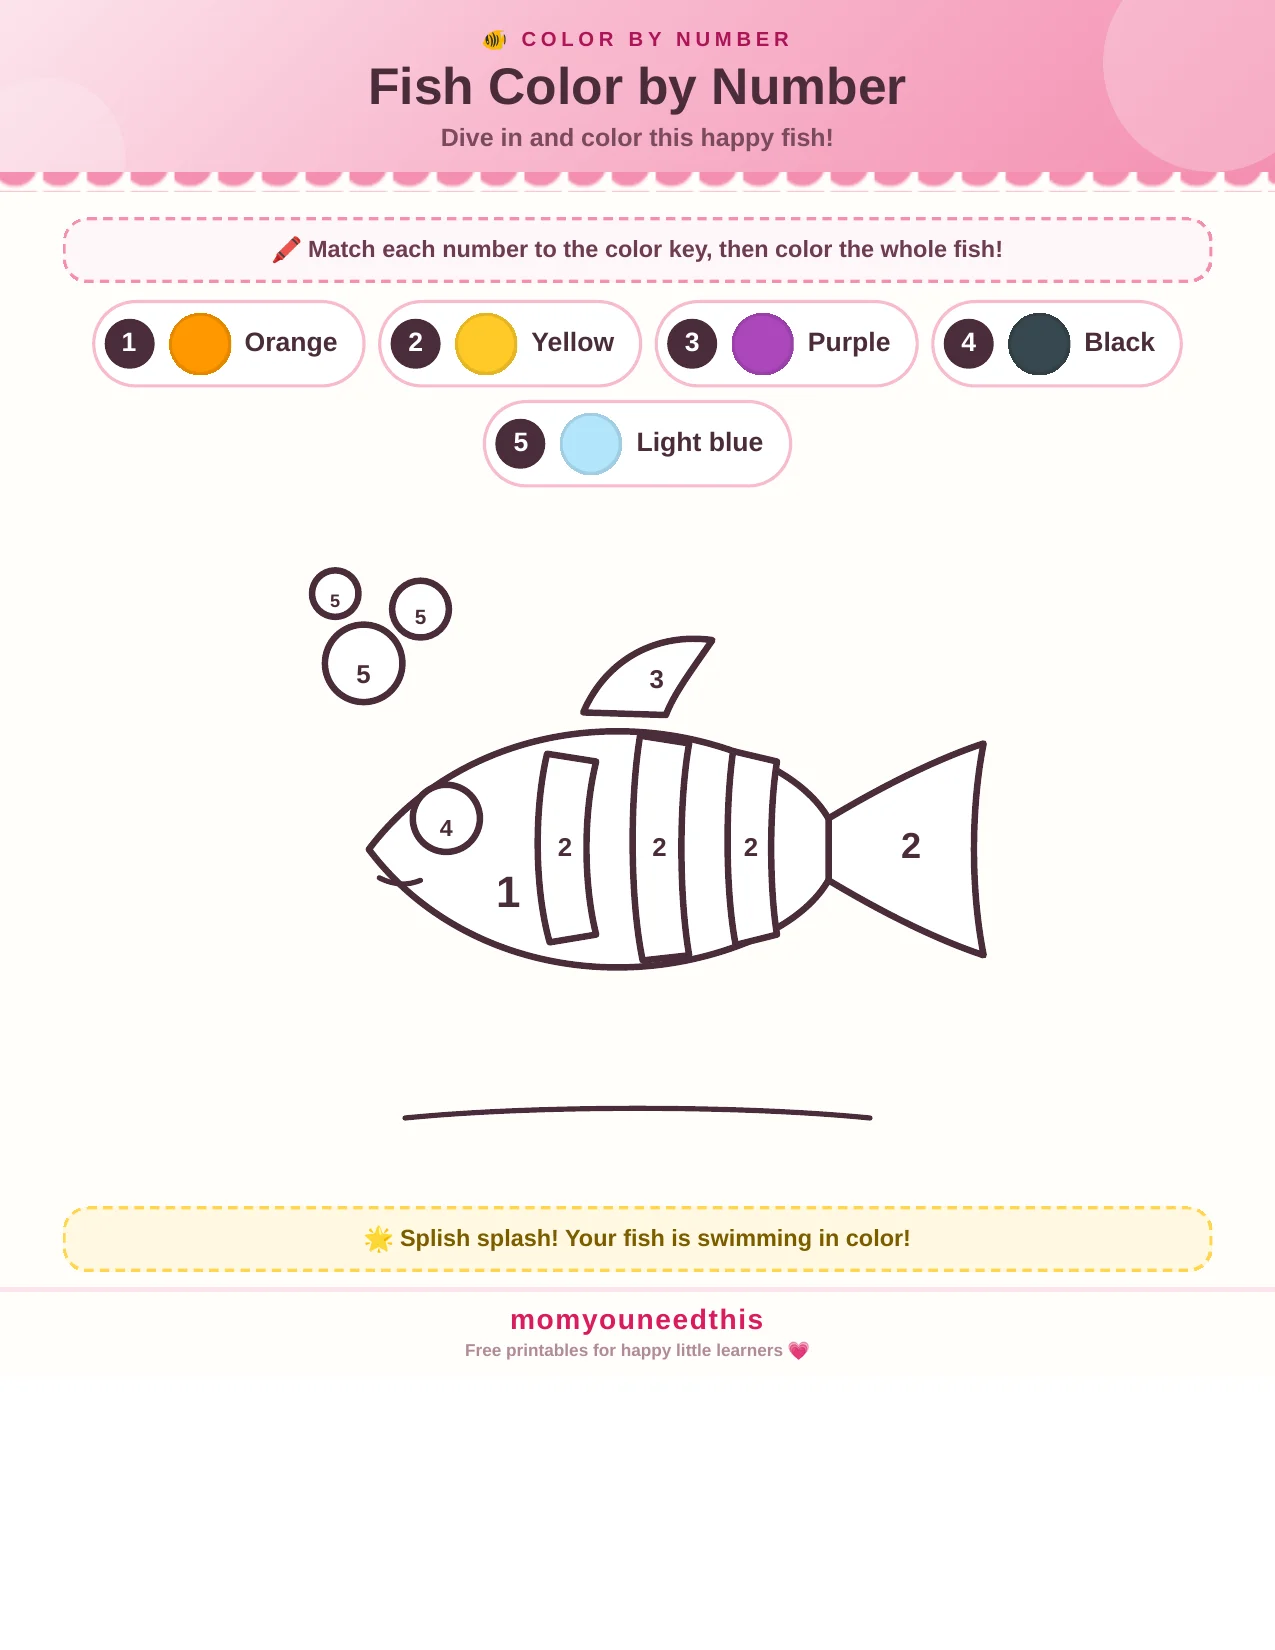 COLOR BY NUMBER
Fish Color by Number
Dive in and color this happy fish!
Match each number to the color key, then color the whole fish!
1 Orange 2 Yellow 3 Purple 4 Black
5 Light blue
5
5
5
3
4
2
2
2
2
1
Splish splash! Your fish is swimming in color!
momyouneedthis
Free printables for happy little learners